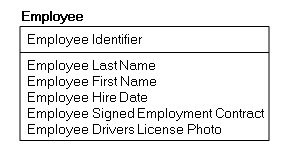 Employee
Employee Identifier
Employee Last Name
Employee First Name
Employee Hire Date
Employee Signed Employment Contract
Employee Drivers License Photo